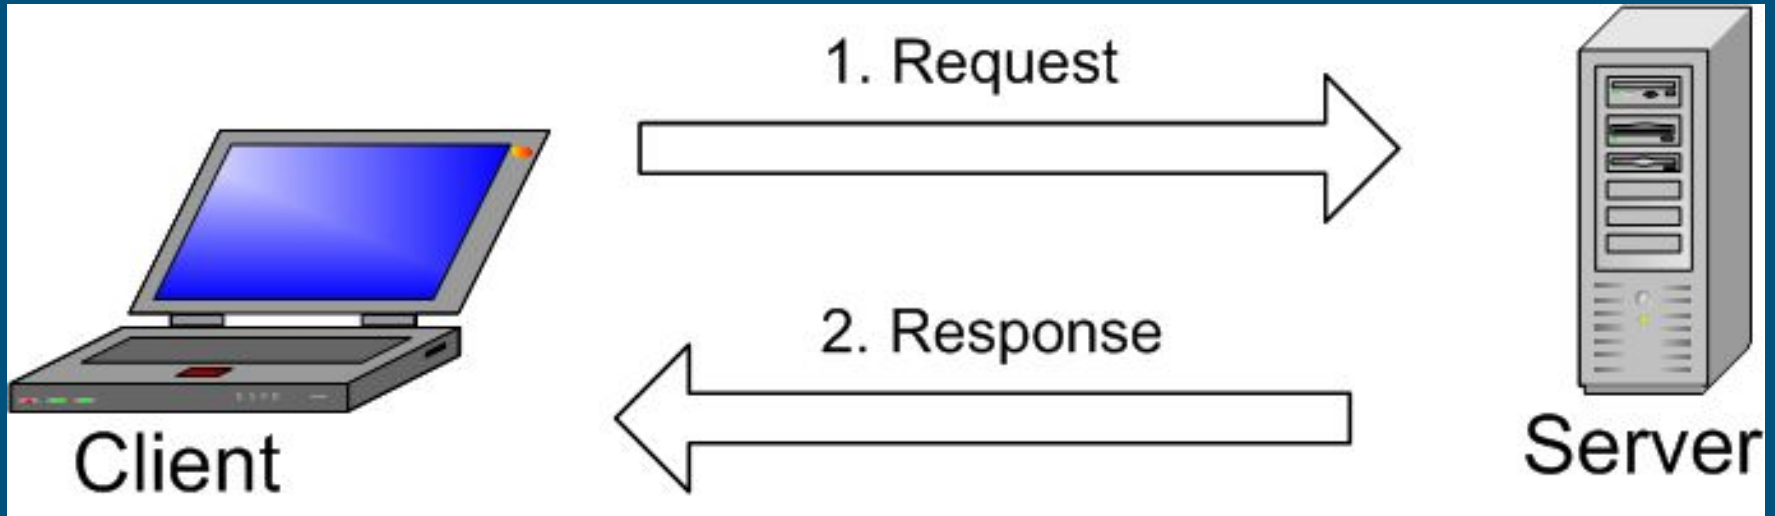 1. Request
2. Response
Client
Server